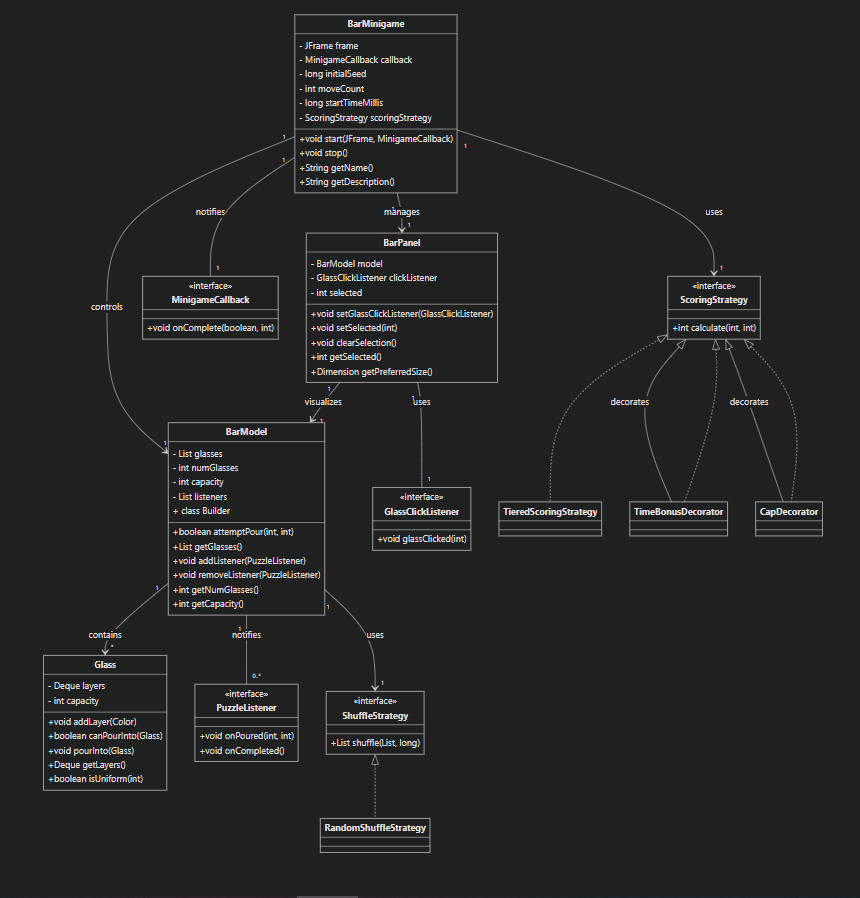 BarMinigame
- JFrame frame
- MinigameCallback callback
- long initialSeed
- int moveCount
- long startTimeMillis
- ScoringStrategy scoringStrategy
+void start(JFrame, MinigameCallback)
+void stop()
+String getName()
+String getDescription()
1
1
1
1
notifies
manages
uses
1
1
1
controls
«interface»
MinigameCallback
+void onComplete(boolean, int)
BarPanel
- BarModel model
- GlassClickListener clickListener
- int selected
+void setGlassClickListener(GlassClickListener)
+void setSelected(int)
+void clearSelection()
+int getSelected()
+Dimension getPreferredSize()
«interface»
ScoringStrategy
+int calculate(int, int)
1
visualizes
1
1
uses
1
decorates
decorates
1
1
BarModel
- List glasses
- int numGlasses
- int capacity
- List listeners
+ class Builder
+boolean attemptPour(int, int)
+List getGlasses()
+void addListener(PuzzleListener)
+void removeListener(PuzzleListener)
+int getNumGlasses()
+int getCapacity()
«interface»
GlassClickListener
+void glassClicked(int)
TieredScoringStrategy
TimeBonusDecorator
CapDecorator
1
1
1
contains
notifies
uses
*
0..*
1
Glass
- Deque layers
- int capacity
+void addLayer(Color)
+boolean canPourInto(Glass)
+void pourInto(Glass)
+Deque getLayers()
+boolean isUniform(int)
«interface»
PuzzleListener
+void onPoured(int, int)
+void onCompleted()
«interface»
ShuffleStrategy
+List shuffle(List, long)
RandomShuffleStrategy